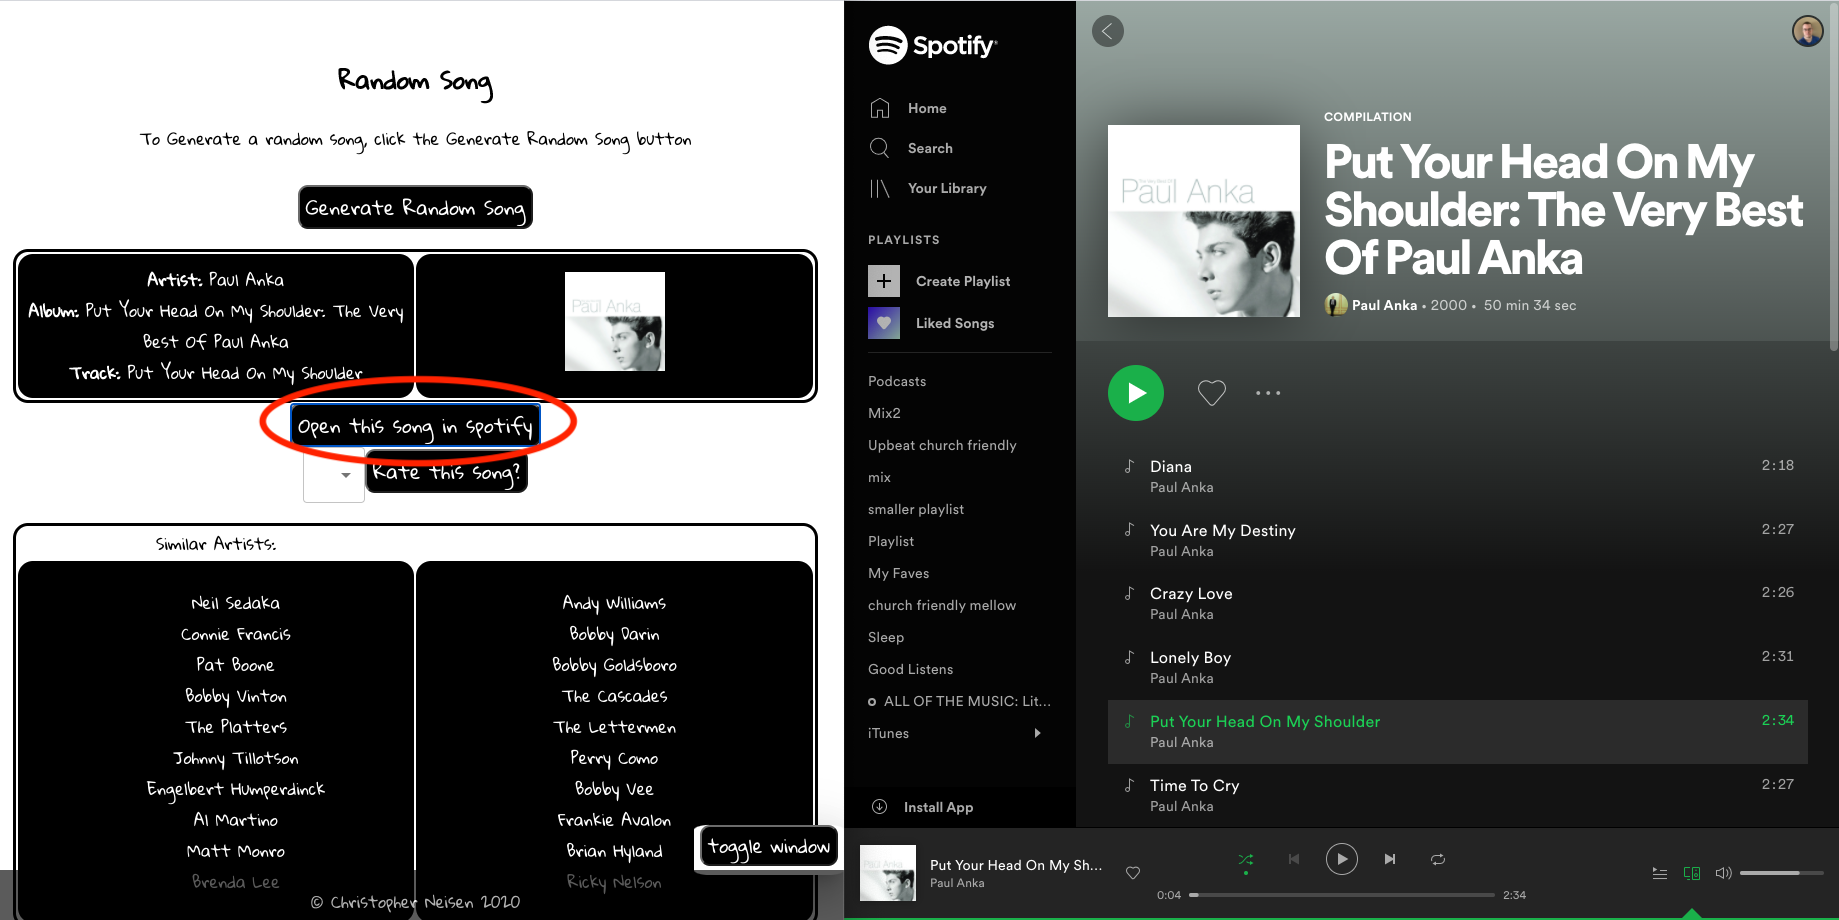 Random Song
To Generate a random song, click the Generate Random Song button
Generate Random Song
Artist: Paul Anka
Album: Put Your Head On My Shoulder: The Very
Best Of Paul Anka
Track: Put Your Head On My Shoulder
Paul Anka
Open this song in spotify
Rate this song?
Similar Artists:
Neil Sedaka
Connie Francis
Pat Boone
Bobby Vinton
The Platters
Johnny Tillotson
Engelbert Humperdinck
Al Martino
Matt Monro
Brenda Lee
Andy Williams
Bobby Darin
Bobby Goldsboro
The Cascades
The Lettermen
Perry Como
Bobby Vee
Frankie Avalon
Brian Hyland
Ricky Nelson
toggle window
© Christopher Neisen 2020
Spotify®
Home
Search
Your Library
PLAYLISTS
Create Playlist
Liked Songs
Podcasts
Mix2
Upbeat church friendly
mix
smaller playlist
Playlist
My Faves
church friendly mellow
Sleep
Good Listens
ALL OF THE MUSIC: Lit...
iTunes
Install App
Paul Anka
COMPILATION
Put Your Head On My
Shoulder: The Very Best
Of Paul Anka
Paul Anka • 2000 • 50 min 34 sec
Diana 2:18
Paul Anka
You Are My Destiny 2:27
Paul Anka
Crazy Love 2:26
Paul Anka
Lonely Boy 2:31
Paul Anka
Put Your Head On My Shoulder 2:34
Paul Anka
Time To Cry 2:27
Paul Anka
Paul Anka
Put Your Head On My Sh...
Paul Anka
0:04
2:34